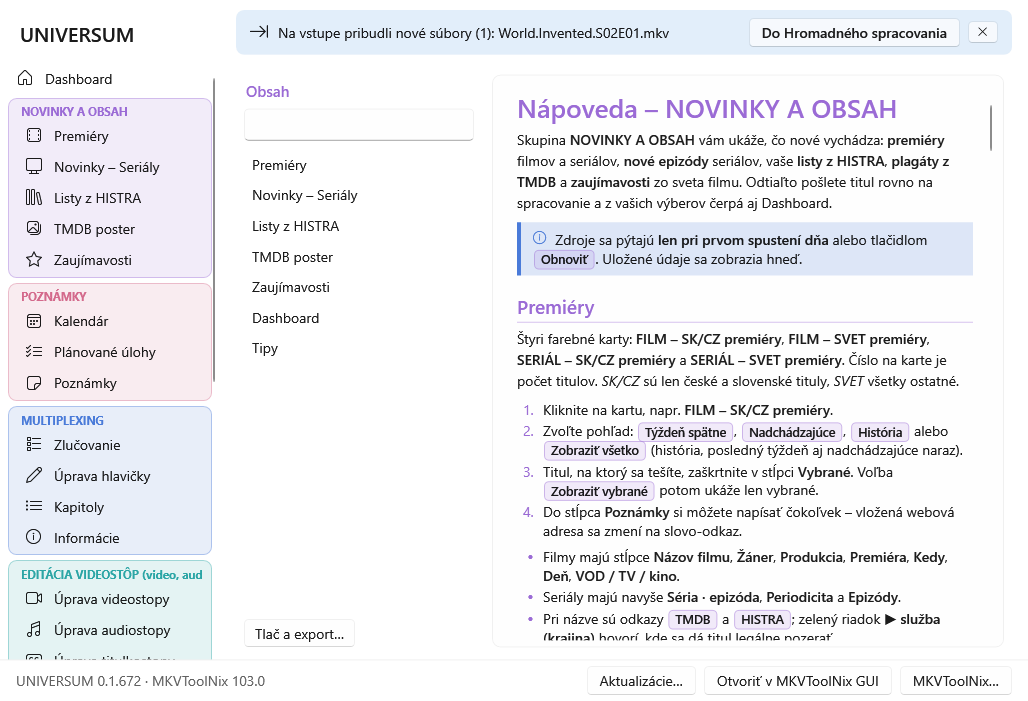 UNIVERSUM
Na vstupe pribudli nové súbory (1): World.Invented.S02E01.mkv
Do Hromadného spracovania
Dashboard
NOVINKY A OBSAH
Premiéry
Novinky – Seriály
Listy z HISTRA
TMDB poster
Zaujímavosti
POZNÁMKY
Kalendár
Plánované úlohy
Poznámky
MULTIPLEXING
Zlučovanie
Úprava hlavičky
Kapitoly
Informácie
EDITÁCIA VIDEOSTÔP (video, aud
Úprava videostopy
Úprava audiostopy
Úprava titulkostopy
Obsah
Premiéry
Novinky – Seriály
Listy z HISTRA
TMDB poster
Zaujímavosti
Dashboard
Tipy
Tlač a export...
Nápoveda – NOVINKY A OBSAH
Skupina NOVINKY A OBSAH vám ukáže, čo nové vychádza: premiéry
filmov a seriálov, nové epizódy seriálov, vaše listy z HISTRA, plagáty z
TMDB a zaujímavosti zo sveta filmu. Odtiaľto pošlete titul rovno na
spracovanie a z vašich výberov čerpá aj Dashboard.
Zdroje sa pýtajú len pri prvom spustení dňa alebo tlačidlom
Obnoviť. Uložené údaje sa zobrazia hneď.
Premiéry
Štyri farebné karty: FILM – SK/CZ premiéry, FILM – SVET premiéry,
SERIÁL – SK/CZ premiéry a SERIÁL – SVET premiéry. Číslo na karte je
počet titulov. SK/CZ sú len české a slovenské tituly, SVET všetky ostatné.
1. Kliknite na kartu, napr. FILM – SK/CZ premiéry.
2. Zvoľte pohľad: Týždeň spätne, Nadchádzajúce, História alebo
Zobraziť všetko (história, posledný týždeň aj nadchádzajúce naraz).
3. Titul, na ktorý sa tešíte, zaškrtnite v stĺpci Vybrané. Voľba
Zobraziť vybrané potom ukáže len vybrané.
4. Do stĺpca Poznámky si môžete napísať čokoľvek – vložená webová
adresa sa zmení na slovo-odkaz.
• Filmy majú stĺpce Názov filmu, Žáner, Produkcia, Premiéra, Kedy,
Deň, VOD / TV / kino.
• Seriály majú navyše Séria · epizóda, Periodicita a Epizódy.
• Pri názve sú odkazy TMDB a HISTRA; zelený riadok ▶ služba
(krajina) hovorí, kde sa dá titul legálne pozerať.
UNIVERSUM 0.1.672 · MKVToolNix 103.0
Aktualizácie...
Otvoriť v MKVToolNix GUI
MKVToolNix...